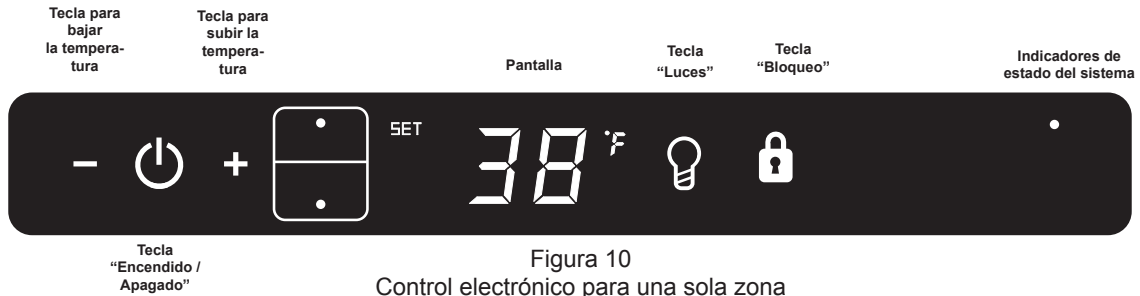 Tecla para
bajar
la tempera-
tura
Tecla para
subir la
tempera-
tura
Pantalla
Tecla
“Luces”
Tecla
“Bloqueo”
Indicadores de
estado del sistema
− + SET 38 °F
Tecla
“Encendido /
Apagado”
Figura 10
Control electrónico para una sola zona